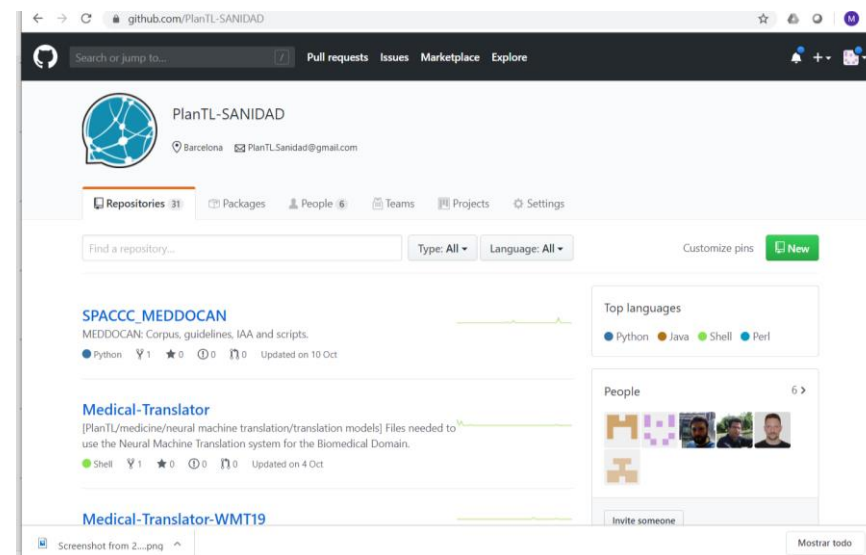 github.com/PlanTL-SANIDAD
M
Search or jump to...
/
Pull requests Issues Marketplace Explore
PlanTL-SANIDAD
Barcelona PlanTL.Sanidad@gmail.com
Repositories 31 Packages People 6 Teams Projects Settings
Find a repository... Type: All Language: All Customize pins New
SPACCC_MEDDOCAN
MEDDOCAN: Corpus, guidelines, IAA and scripts.
Python 1 0 0 0 Updated on 10 Oct
Medical-Translator
[PlanTL/medicine/neural machine translation/translation models] Files needed to
use the Neural Machine Translation system for the Biomedical Domain.
Shell 1 0 0 0 Updated on 4 Oct
Medical-Translator-WMT19
Top languages
Python Java Shell Perl
People 6
Invite someone
Screenshot from 2....png
Mostrar todo